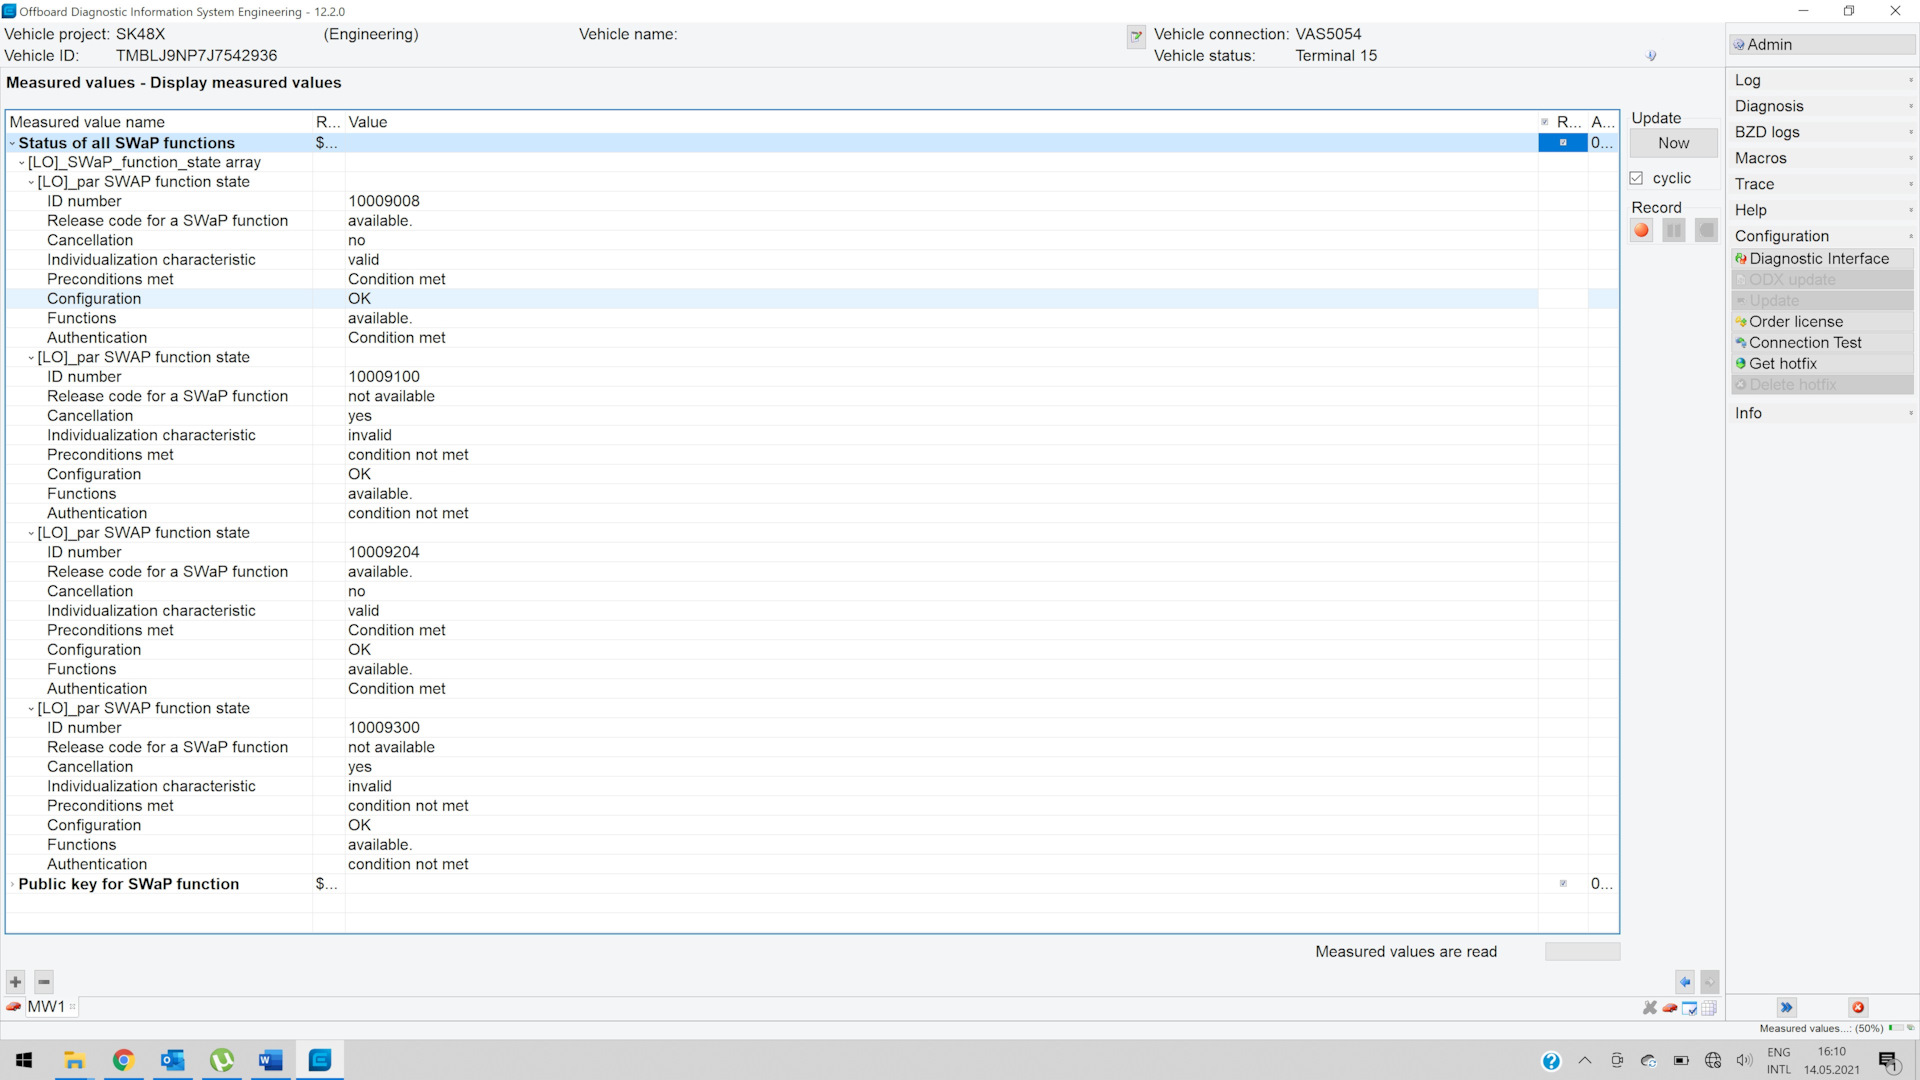 Offboard Diagnostic Information System Engineering - 12.2.0
Vehicle project: SK48X (Engineering) Vehicle name: Vehicle connection: VAS5054
Vehicle ID: TMBLJ9NP7J7542936 Vehicle status: Terminal 15
Admin
Measured values - Display measured values
Measured value name R... Value R... A...
Status of all SWaP functions $... 0...
[LO]_SWaP_function_state array
[LO]_par SWAP function state
ID number 10009008
Release code for a SWaP function available.
Cancellation no
Individualization characteristic valid
Preconditions met Condition met
Configuration OK
Functions available.
Authentication Condition met
[LO]_par SWAP function state
ID number 10009100
Release code for a SWaP function not available
Cancellation yes
Individualization characteristic invalid
Preconditions met condition not met
Configuration OK
Functions available.
Authentication condition not met
[LO]_par SWAP function state
ID number 10009204
Release code for a SWaP function available.
Cancellation no
Individualization characteristic valid
Preconditions met Condition met
Configuration OK
Functions available.
Authentication Condition met
[LO]_par SWAP function state
ID number 10009300
Release code for a SWaP function not available
Cancellation yes
Individualization characteristic invalid
Preconditions met condition not met
Configuration OK
Functions available.
Authentication condition not met
Public key for SWaP function $... 0...
Measured values are read
Update
Now
cyclic
Record
Log
Diagnosis
BZD logs
Macros
Trace
Help
Configuration
Diagnostic Interface
ODX update
Update
Order license
Connection Test
Get hotfix
Delete hotfix
Info
MW1
Measured values...: (50%)
W
ENG
INTL
16:10
14.05.2021
1